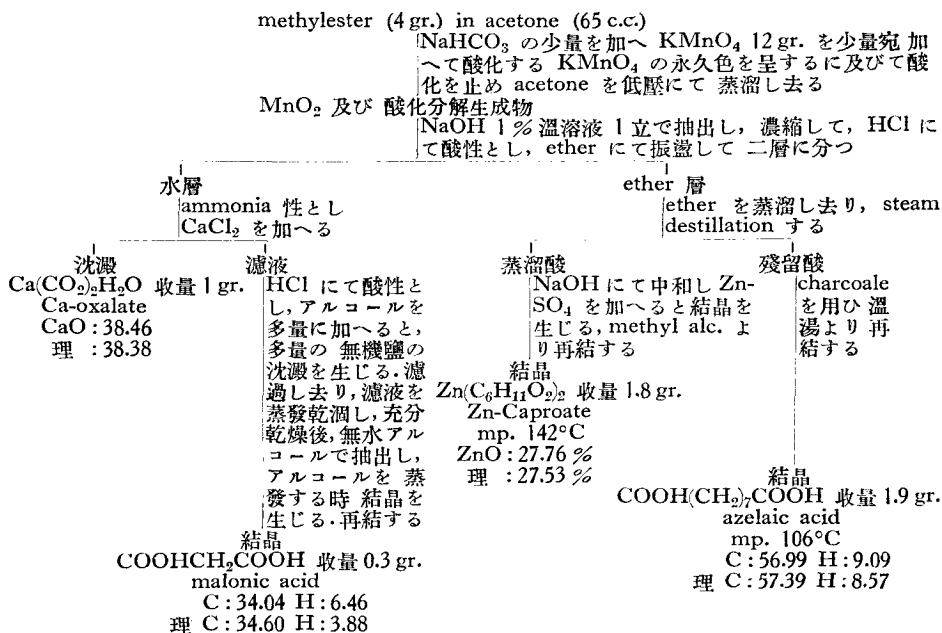 methylester (4 gr.) in acetone (65 c.c.)
NaHCO₃ の少量を加へ KMnO₄ 12 gr. を少量宛 加
へて酸化する KMnO₄ の永久色を呈するに及びて酸
化を止め acetone を低壓にて 蒸溜し去る
MnO₂ 及び 酸化分解生成物
NaOH 1 % 溫溶液 1 立で抽出し, 濃縮して, HCl に
て酸性とし, ether にて振盪して 二層に分つ
水層
ammonia 性とし
CaCl₂ を加へる
ether 層
ether を蒸溜し去り, steam
destillation する
沈澱
Ca(CO₂)₂H₂O 收量 1 gr.
Ca-oxalate
CaO : 38.46
理 : 38.38
濾液
HCl にて酸性と
し, アルコールを
多量に加へると,
多量の 無機鹽の
沈澱を生じる. 濾
過し去り, 濾液を
蒸發乾涸し, 充分
乾燥後, 無水アル
コールで抽出し,
アルコールを 蒸
發する時 結晶を
生じる. 再結する
結晶
COOHCH₂COOH 收量 0.3 gr.
malonic acid
C : 34.04 H : 6.46
理 C : 34.60 H : 3.88
蒸溜酸
NaOH にて中和し Zn-
SO₄ を加へると結晶を
生じる, methyl alc. よ
り再結する
結晶
Zn(C₆H₁₁O₂)₂ 收量 1.8 gr.
Zn-Caproate
mp. 142°C
ZnO : 27.76 %
理 : 27.53 %
殘留酸
charcoale
を用ひ 溫
湯より 再
結する
結晶
COOH(CH₂)₇COOH 收量 1.9 gr.
azelaic acid
mp. 106°C
C : 56.99 H : 9.09
理 C : 57.39 H : 8.57